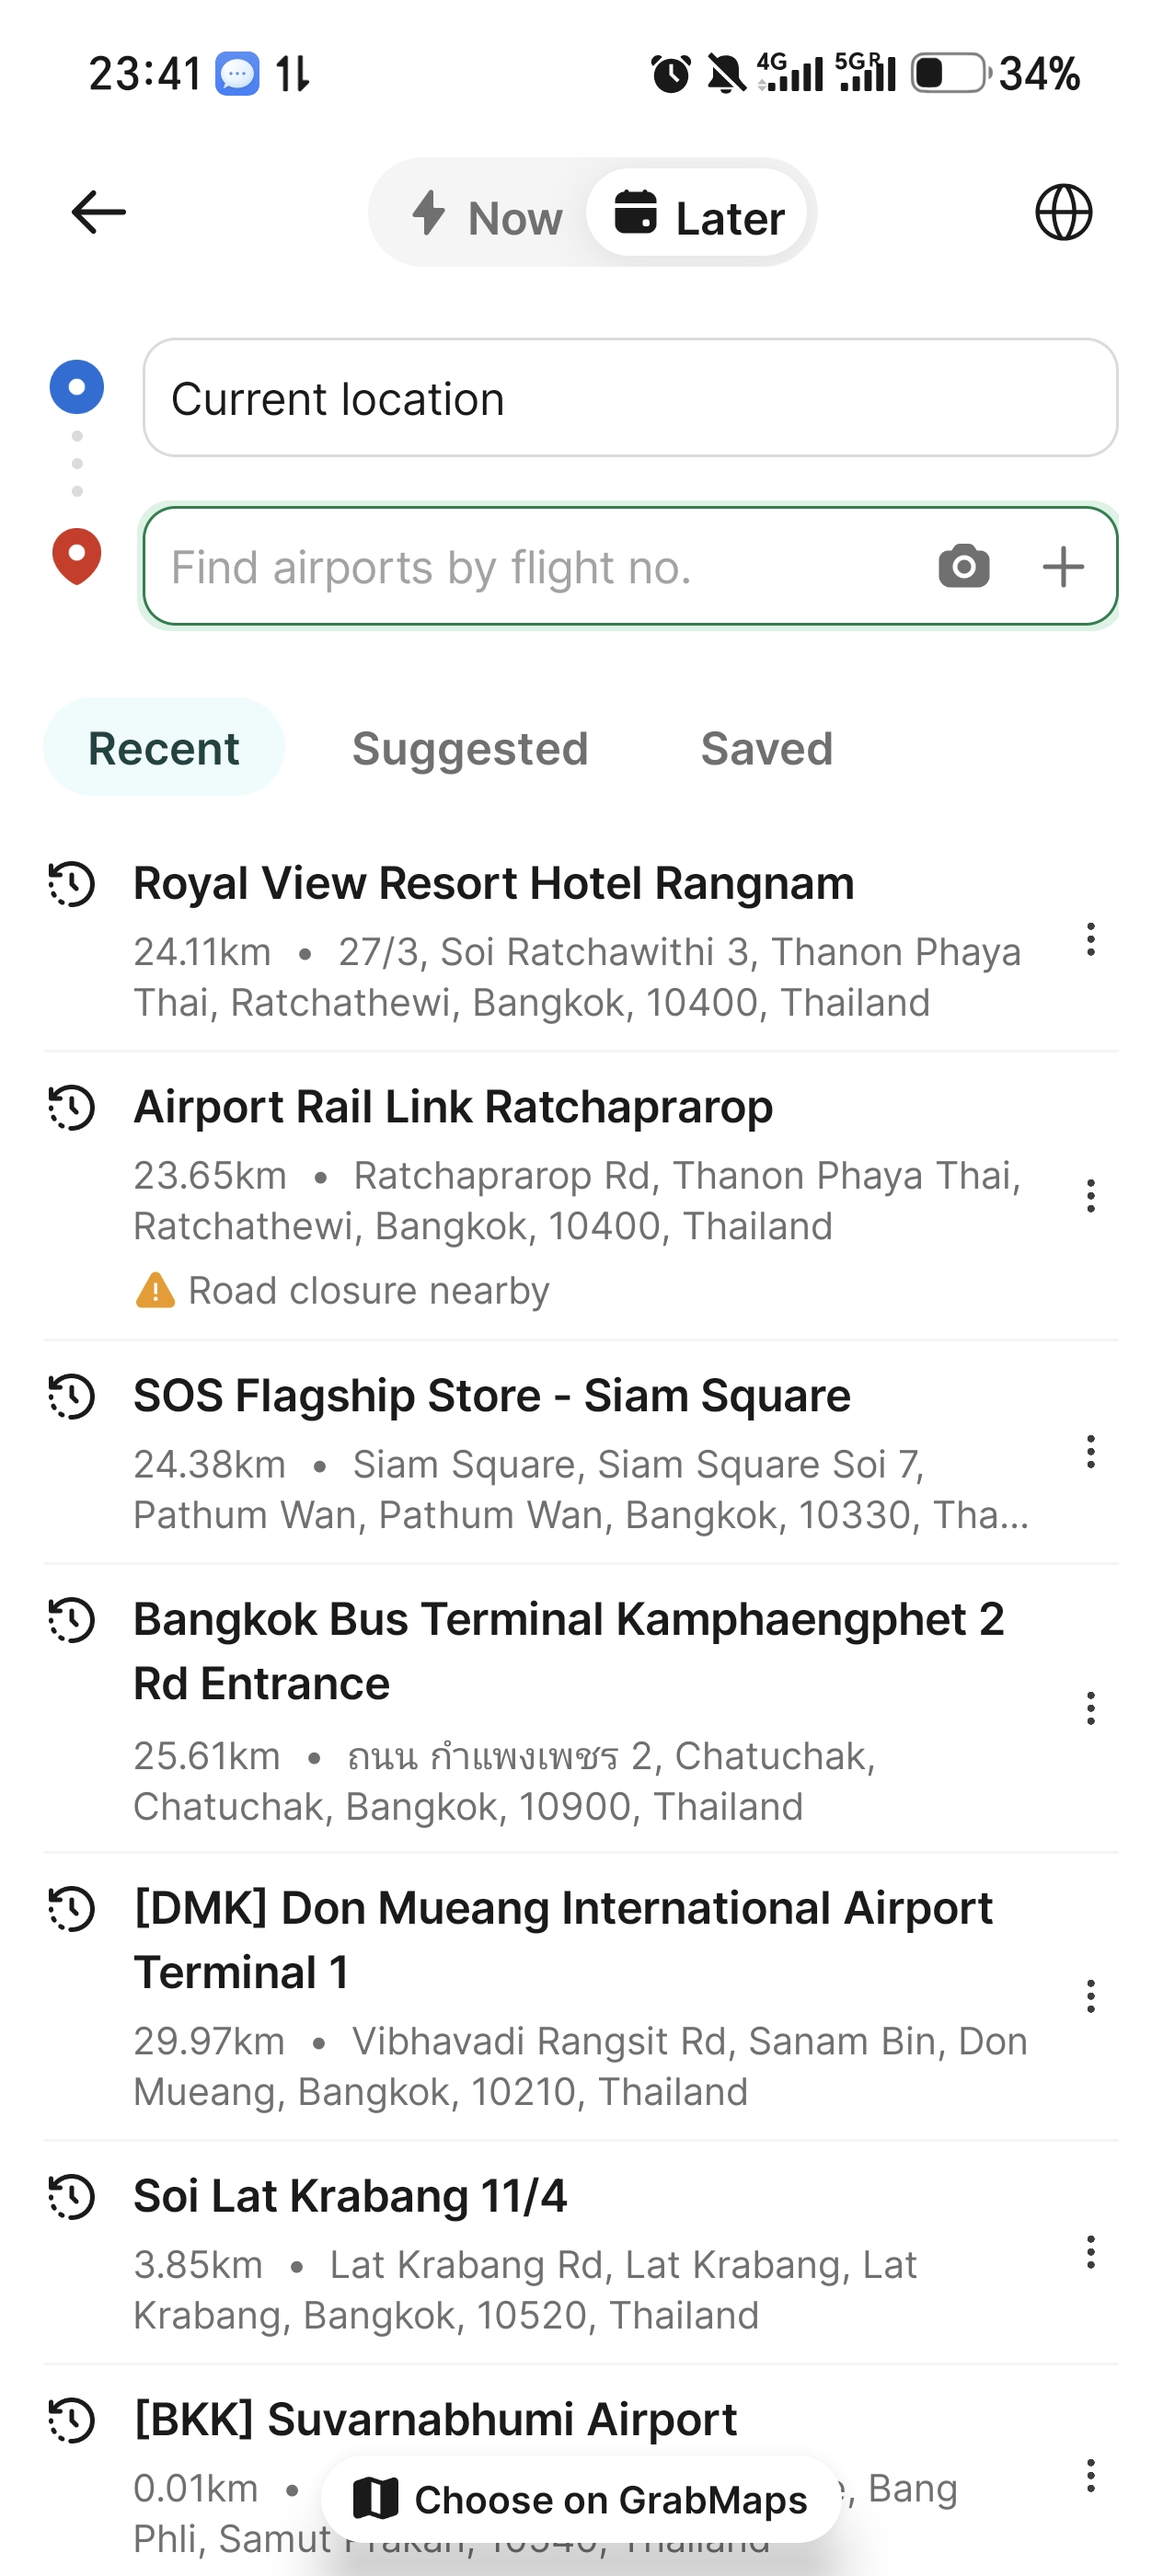 23:41
4G 5GR 34%
Now Later
Current location
Find airports by flight no.
Recent Suggested Saved
Royal View Resort Hotel Rangnam
24.11km • 27/3, Soi Ratchawithi 3, Thanon Phaya
Thai, Ratchathewi, Bangkok, 10400, Thailand
Airport Rail Link Ratchaprarop
23.65km • Ratchaprarop Rd, Thanon Phaya Thai,
Ratchathewi, Bangkok, 10400, Thailand
Road closure nearby
SOS Flagship Store - Siam Square
24.38km • Siam Square, Siam Square Soi 7,
Pathum Wan, Pathum Wan, Bangkok, 10330, Tha...
Bangkok Bus Terminal Kamphaengphet 2
Rd Entrance
25.61km • ถนน กำแพงเพชร 2, Chatuchak,
Chatuchak, Bangkok, 10900, Thailand
[DMK] Don Mueang International Airport
Terminal 1
29.97km • Vibhavadi Rangsit Rd, Sanam Bin, Don
Mueang, Bangkok, 10210, Thailand
Soi Lat Krabang 11/4
3.85km • Lat Krabang Rd, Lat Krabang, Lat
Krabang, Bangkok, 10520, Thailand
[BKK] Suvarnabhumi Airport
0.01km • , Bang
Choose on GrabMaps
Phli, Samut Prakan, 10540, Thailand